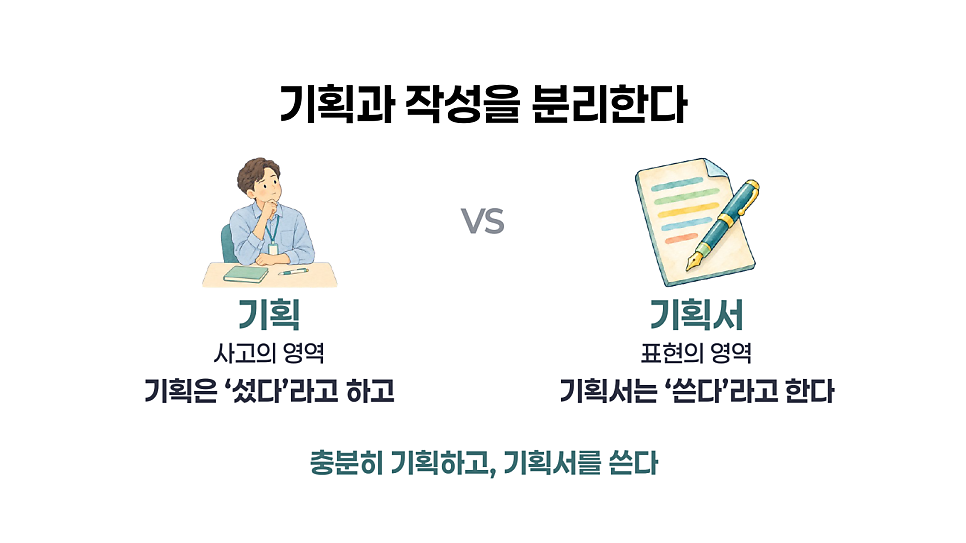 기획과 작성을 분리한다
VS
기획
사고의 영역
기획은 ‘섰다’라고 하고
기획서
표현의 영역
기획서는 ‘쓴다’라고 한다
충분히 기획하고, 기획서를 쓴다